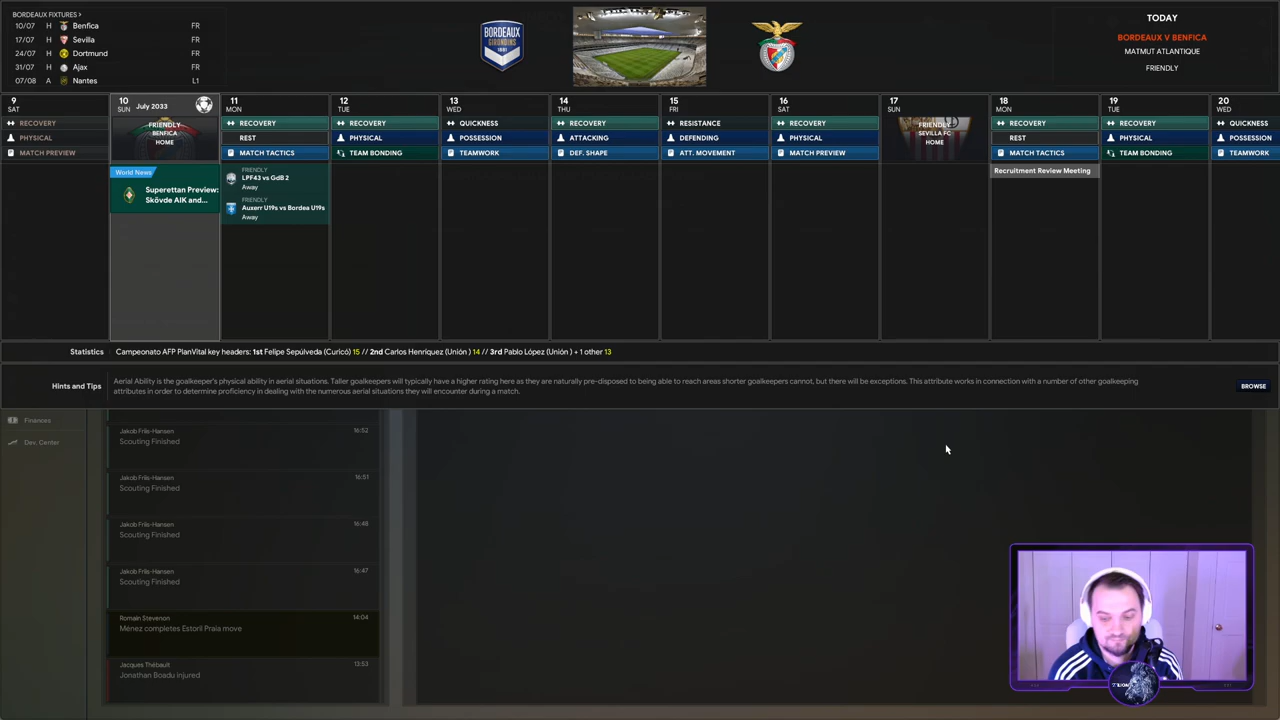 BORDEAUX FIXTURES >
10/07 H Benfica FR
17/07 H Sevilla FR
24/07 H Dortmund FR
31/07 H Ajax FR
07/08 A Nantes L1
BORDEAUX
GIRONDINS
TODAY
BORDEAUX V BENFICA
MATMUT ATLANTIQUE
FRIENDLY
9
SAT
RECOVERY
PHYSICAL
MATCH PREVIEW
10
SUN July 2033
FRIENDLY
BENFICA
HOME
World News
Superettan Preview:
Skövde AIK and...
11
MON
RECOVERY
REST
MATCH TACTICS
FRIENDLY
LPF43 vs GdB 2
Away
FRIENDLY
Auxerr U19s vs Bordea U19s
Away
12
TUE
RECOVERY
PHYSICAL
TEAM BONDING
13
WED
QUICKNESS
POSSESSION
TEAMWORK
14
THU
RECOVERY
ATTACKING
DEF. SHAPE
15
FRI
RESISTANCE
DEFENDING
ATT. MOVEMENT
16
SAT
RECOVERY
PHYSICAL
MATCH PREVIEW
17
SUN
FRIENDLY
SEVILLA FC
HOME
18
MON
RECOVERY
REST
MATCH TACTICS
Recruitment Review Meeting
19
TUE
RECOVERY
PHYSICAL
TEAM BONDING
20
WED
QUICKNESS
POSSESSION
TEAMWORK
Statistics Campeonato AFP PlanVital key headers: 1st Felipe Sepúlveda (Curicó) 15 // 2nd Carlos Henríquez (Unión ) 14 // 3rd Pablo López (Unión ) + 1 other 13
Hints and Tips
Aerial Ability is the goalkeeper's physical ability in aerial situations. Taller goalkeepers will typically have a higher rating here as they are naturally pre-disposed to being able to reach areas shorter goalkeepers cannot, but there will be exceptions. This attribute works in connection with a number of other goalkeeping
attributes in order to determine proficiency in dealing with the numerous aerial situations they will encounter during a match.
BROWSE
Finances
Dev. Center
Jakob Friis-Hansen 16:52
Scouting Finished
Jakob Friis-Hansen 16:51
Scouting Finished
Jakob Friis-Hansen 16:48
Scouting Finished
Jakob Friis-Hansen 16:47
Scouting Finished
Romain Stevenon 14:04
Ménez completes Estoril Praia move
Jacques Thébault 13:53
Jonathan Boadu injured